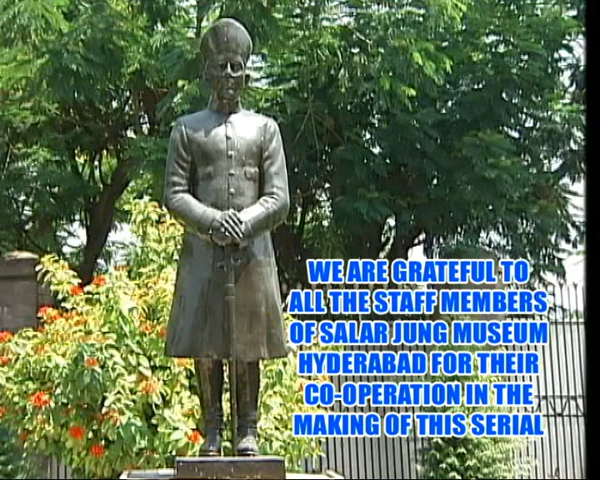 WE ARE GRATEFUL TO
ALL THE STAFF MEMBERS
OF SALAR JUNG MUSEUM
HYDERABAD FOR THEIR
CO-OPERATION IN THE
MAKING OF THIS SERIAL